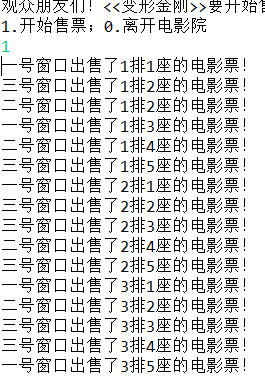 观众朋友们！<<变形金刚>>要开始售
1.开始售票；0.离开电影院
1
一号窗口出售了1排1座的电影票！
三号窗口出售了1排2座的电影票！
二号窗口出售了1排2座的电影票！
一号窗口出售了1排3座的电影票！
二号窗口出售了1排4座的电影票！
三号窗口出售了1排5座的电影票！
一号窗口出售了2排1座的电影票！
三号窗口出售了2排2座的电影票！
三号窗口出售了2排3座的电影票！
二号窗口出售了2排4座的电影票！
三号窗口出售了2排5座的电影票！
一号窗口出售了3排1座的电影票！
二号窗口出售了3排2座的电影票！
三号窗口出售了3排3座的电影票！
三号窗口出售了3排4座的电影票！
一号窗口出售了3排5座的电影票！